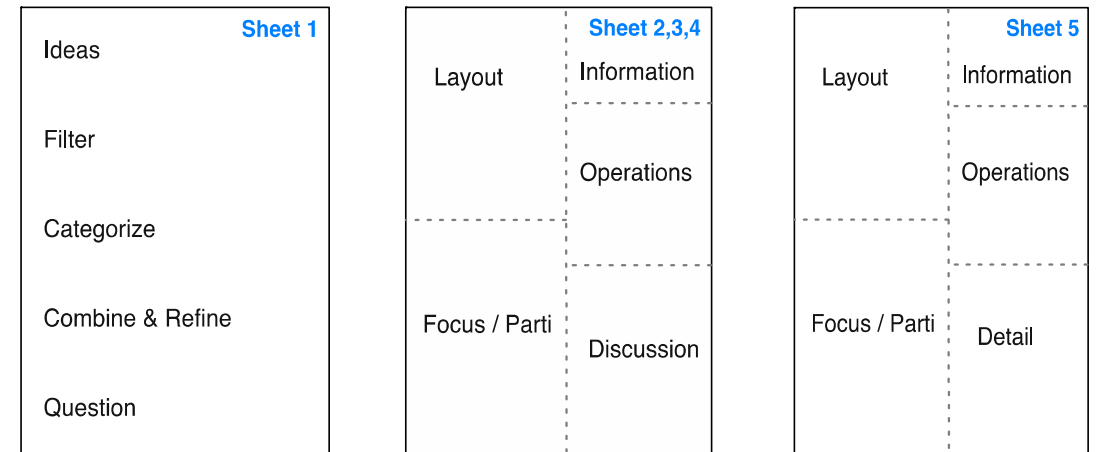 Sheet 1
Ideas
Filter
Categorize
Combine & Refine
Question
Sheet 2,3,4
Layout
Information
Operations
Focus / Parti
Discussion
Sheet 5
Layout
Information
Operations
Focus / Parti
Detail